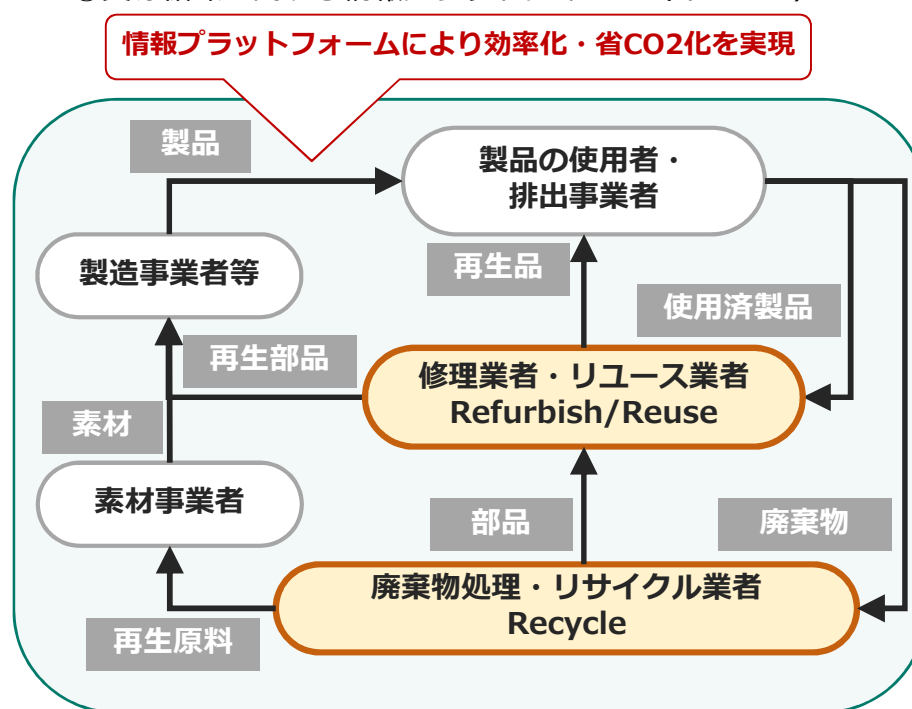 情報プラットフォームにより効率化・省CO2化を実現
製品
製品の使用者・
排出事業者
製造事業者等
再生品
使用済製品
再生部品
修理業者・リユース業者
Refurbish/Reuse
素材
素材事業者
部品
廃棄物
廃棄物処理・リサイクル業者
Recycle
再生原料